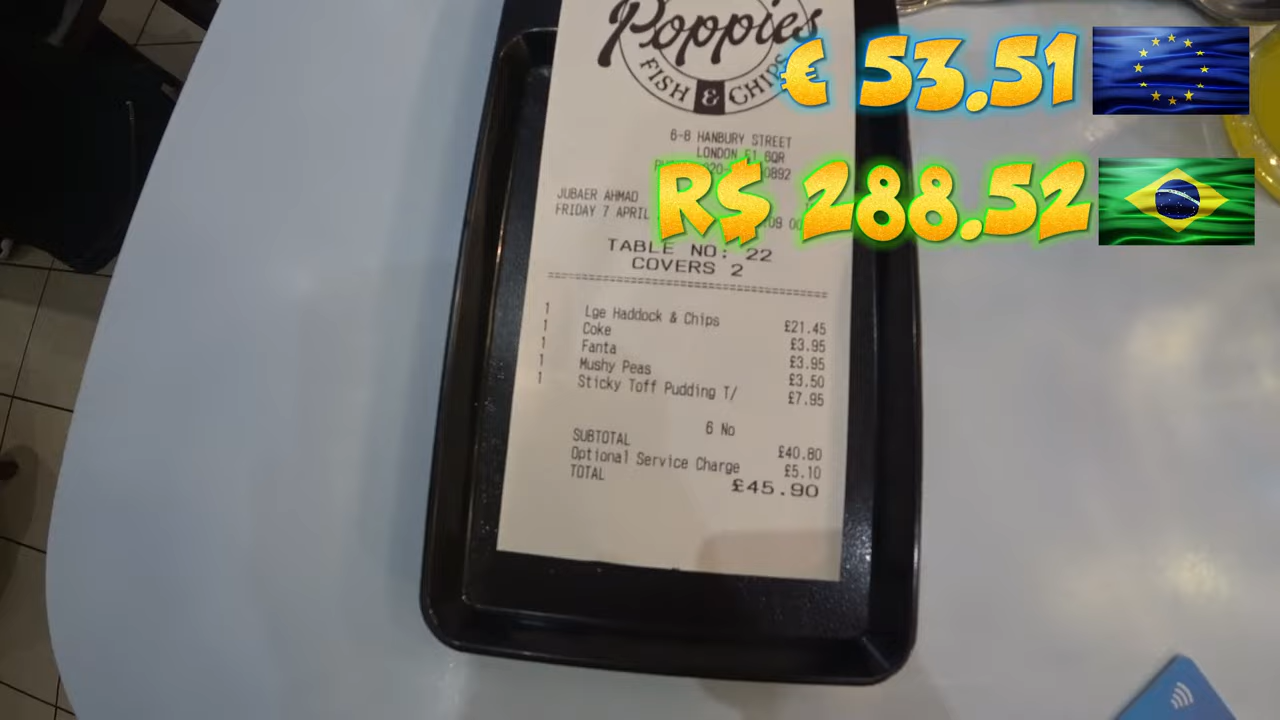 Poppies
FISH & CHIPS
€ 53.51
6-8 HANBURY STREET
LONDON E1 6QR
0892
R$ 288.52
JUBAER AHMAD
FRIDAY 7 APRIL
TABLE NO: 22
COVERS 2
1 Lge Haddock & Chips £21.45
1 Coke £3.95
1 Fanta £3.95
1 Mushy Peas £3.50
1 Sticky Toff Pudding T/ £7.95
6 No
SUBTOTAL £40.80
Optional Service Charge £5.10
TOTAL £45.90